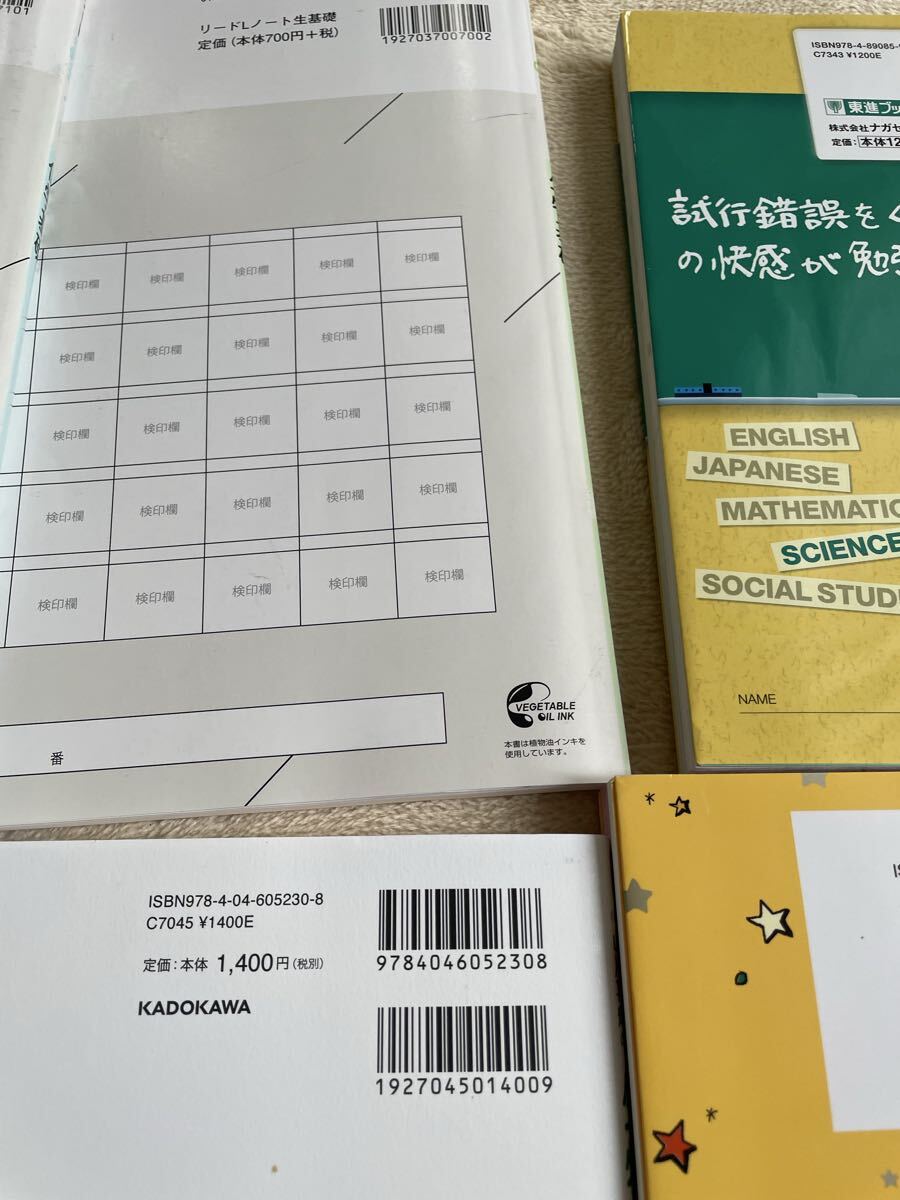 7101
リードLノート生基礎
定価(本体700円+税)
1927037007002
検印欄 検印欄 検印欄 検印欄 検印欄
検印欄 検印欄 検印欄 検印欄 検印欄
検印欄 検印欄 検印欄 検印欄 検印欄
検印欄 検印欄 検印欄 検印欄 検印欄
検印欄 検印欄 検印欄 検印欄 検印欄
番
VEGETABLE
OIL INK
本書は植物油インキを
使用しています。
ISBN978-4-89085-
C7343 ¥1200E
東進ブッ
株式会社ナガセ
定価:本体12
試行錯誤をく
の快感が勉強
ENGLISH
JAPANESE
MATHEMATIC
SCIENCE
SOCIAL STUD
NAME
ISBN978-4-04-605230-8
C7045 ¥1400E
定価:本体 1,400円(税別)
KADOKAWA
9784046052308
1927045014009